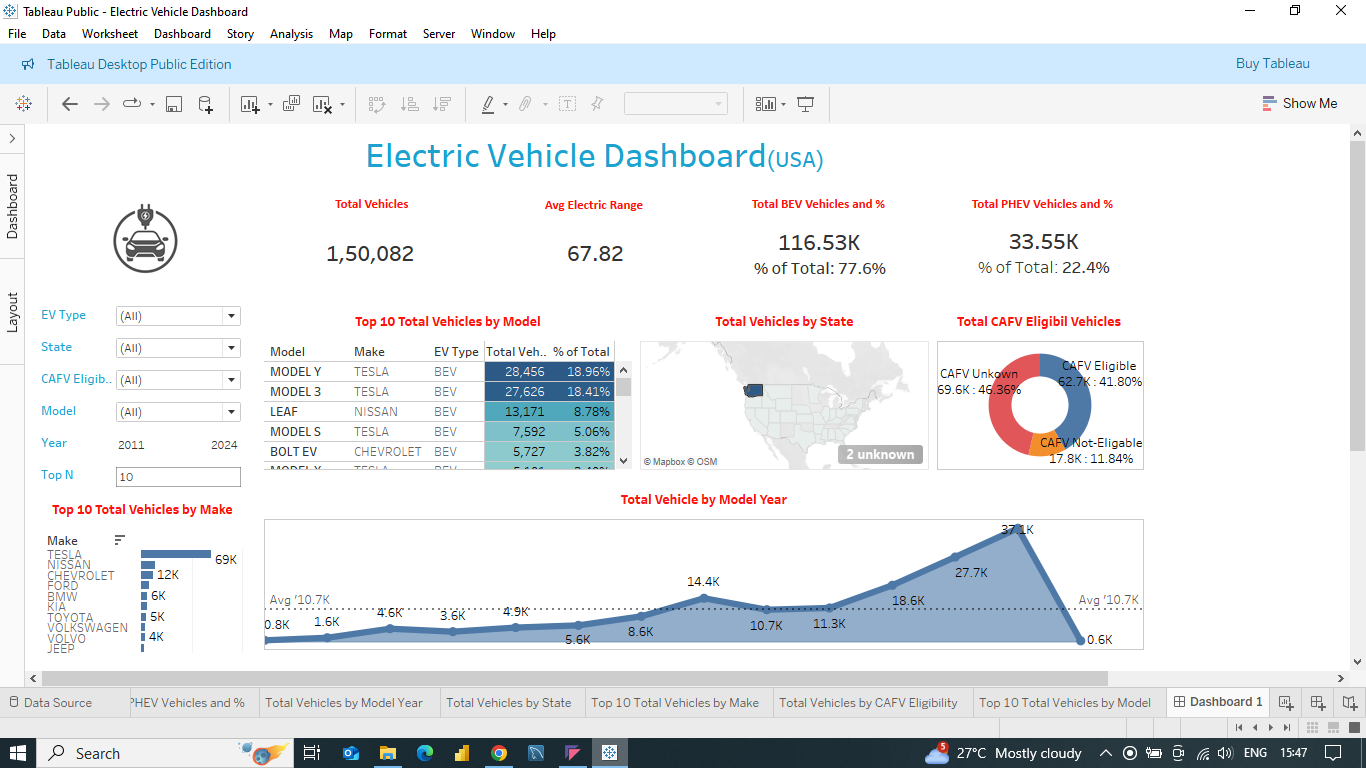 Tableau Public - Electric Vehicle Dashboard
File Data Worksheet Dashboard Story Analysis Map Format Server Window Help
Tableau Desktop Public Edition
Buy Tableau
Show Me
Dashboard
Layout
Electric Vehicle Dashboard(USA)
Total Vehicles
1,50,082
Avg Electric Range
67.82
Total BEV Vehicles and %
116.53K
% of Total: 77.6%
Total PHEV Vehicles and %
33.55K
% of Total: 22.4%
EV Type (All)
State (All)
CAFV Eligib.. (All)
Model (All)
Year 2011 2024
Top N 10
Top 10 Total Vehicles by Model
Model Make EV Type Total Veh.. % of Total
MODEL Y TESLA BEV 28,456 18.96%
MODEL 3 TESLA BEV 27,626 18.41%
LEAF NISSAN BEV 13,171 8.78%
MODEL S TESLA BEV 7,592 5.06%
BOLT EV CHEVROLET BEV 5,727 3.82%
Total Vehicles by State
© Mapbox © OSM
2 unknown
Total CAFV Eligibil Vehicles
CAFV Eligible
62.7K : 41.80%
CAFV Unkown
69.6K : 46.36%
CAFV Not-Eligable
17.8K : 11.84%
Top 10 Total Vehicles by Make
Make
TESLA 69K
NISSAN
CHEVROLET 12K
FORD
BMW 6K
KIA
TOYOTA 5K
VOLKSWAGEN
VOLVO 4K
JEEP
Total Vehicle by Model Year
Avg '10.7K
Avg '10.7K
0.8K
1.6K
4.6K
3.6K
4.9K
5.6K
8.6K
14.4K
10.7K
11.3K
18.6K
27.7K
37.1K
0.6K
Data Source
PHEV Vehicles and %
Total Vehicles by Model Year
Total Vehicles by State
Top 10 Total Vehicles by Make
Total Vehicles by CAFV Eligibility
Top 10 Total Vehicles by Model
Dashboard 1
Search
5
27°C Mostly cloudy
ENG
15:47